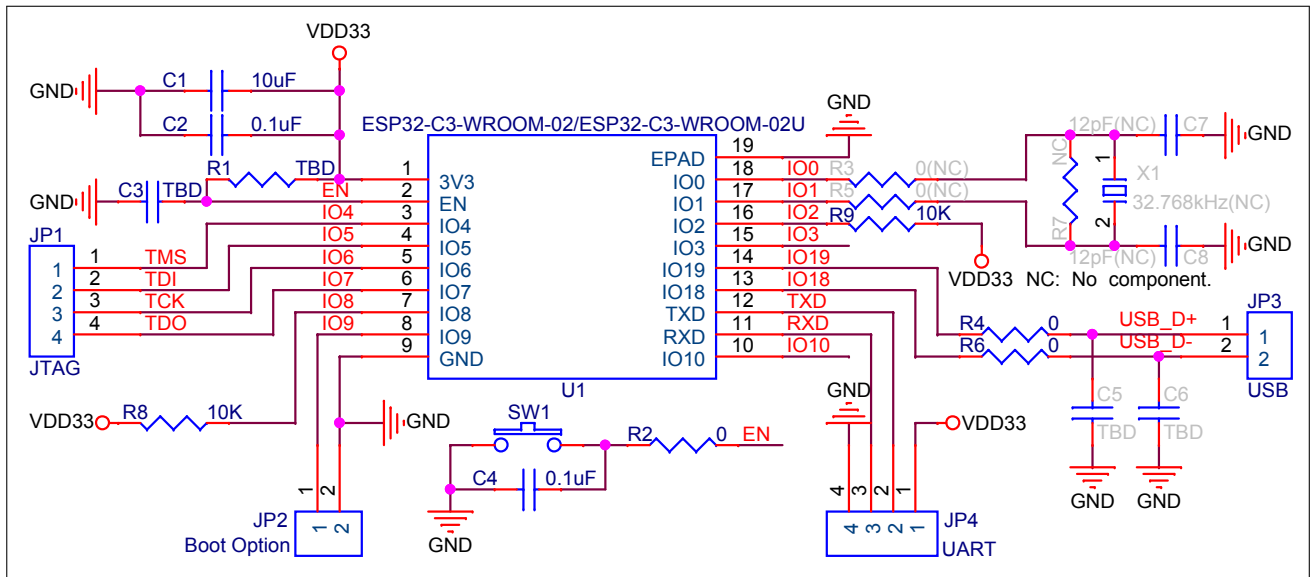 VDD33
GND
C1 10uF
C2 0.1uF
ESP32-C3-WROOM-02/ESP32-C3-WROOM-02U
GND
12pF(NC) C7
GND
R1 TBD
C3 TBD
GND
EN
IO4
IO5
IO6
IO7
IO8
IO9
1 3V3
2 EN
3 IO4
4 IO5
5 IO6
6 IO7
7 IO8
8 IO9
9 GND
U1
EPAD 19
IO0 18 IO0 R3 0(NC)
IO1 17 IO1 R5 0(NC)
IO2 16 IO2 R9 10K
IO3 15 IO3
IO19 14 IO19
IO18 13 IO18
TXD 12 TXD
RXD 11 RXD
IO10 10 IO10
NC
R7
1
X1
32.768kHz(NC)
2
GND
12pF(NC) C8
VDD33
NC: No component.
JP1
1 1 TMS
2 2 TDI
3 3 TCK
4 4 TDO
JTAG
R4 0 USB_D+ 1 1
R6 0 USB_D- 2 2
JP3
USB
C5
TBD
GND
C6
TBD
GND
VDD33 R8 10K
GND
1 2
1 2
JP2
Boot Option
SW1
R2 0 EN
C4 0.1uF
GND
GND
VDD33
4 3 2 1
4 3 2 1
JP4
UART